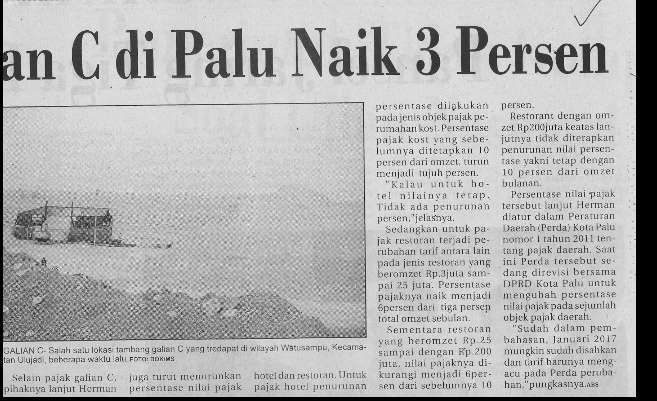 an C di Palu Naik 3 Persen
GALIAN C- Salah satu lokasi tambang galian C yang tredapat di wilayah Watusampu, Kecama-
tan Ulujadi, beberapa waktu lalu. FOTO:
Selain pajak galian C,
pihaknya lanjut Herman
juga turut menurunkan
persentase nilai pajak
hotel dan restoran. Untuk
pajak hotel penurunan
persentase dilakukan
pada jenis objek pajak pe-
rumahan kost. Persentase
pajak kost yang sebe-
lumnya ditetapkan 10
persen dari omzet, turun
menjadi tujuh persen.
"Kalau untuk ho-
tel nilainya tetap.
Tidak ada penurunan
persen,"jelasnya.
Sedangkan untuk pa-
jak restoran terjadi pe-
rubahan tarif antara lain
pada jenis restoran yang
beromzet Rp.3juta sam-
pai 25 juta. Persentase
pajaknya naik menjadi
6persen dari tiga persen
total omzet sebulan.
Sementara restoran
yang beromzet Rp.25
sampai dengan Rp.200
juta, nilai pajaknya di-
kurangi menjadi 6per-
sen dari sebelumnya 10
persen.
Restorant dengan om-
zet Rp200juta keatas lan-
jutnya tidak diterapkan
penurunan nilai persen-
tase yakni tetap dengan
10 persen dari omzet
bulanan.
Persentase nilai pajak
tersebut lanjut Herman
diatur dalam Peraturan
Daerah (Perda) Kota Palu
nomor 1 tahun 2011 ten-
tang pajak daerah. Saat
ini Perda tersebut se-
dang direvisi bersama
DPRD Kota Palu untuk
mengubah persentase
nilai pajak pada sejumlah
objek pajak daerah.
"Sudah dalam pem-
bahasan, Januari 2017
mungkin sudah disahkan
dan tarif harunya meng-
acu pada Perda peruba-
han,"pungkasnya.ABS